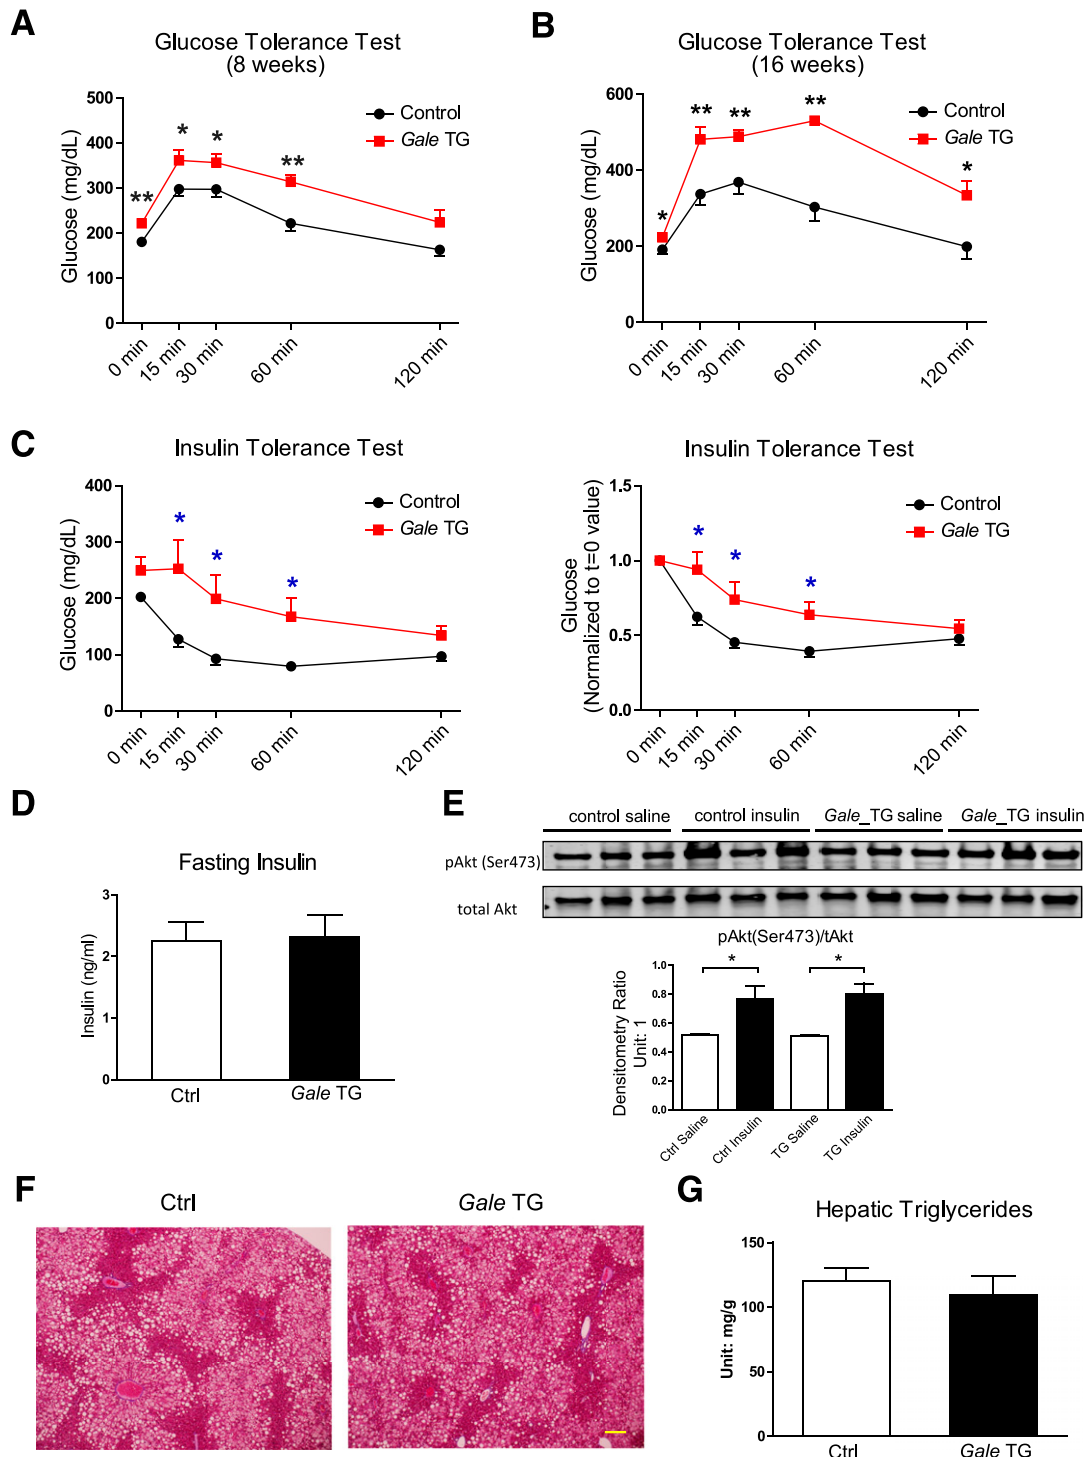 A
Glucose Tolerance Test
(8 weeks)
500
400
300
200
100
0
Glucose (mg/dL)
Control
Gale TG
**
*
*
**
0 min
15 min
30 min
60 min
120 min
B
Glucose Tolerance Test
(16 weeks)
600
400
200
0
Glucose (mg/dL)
Control
Gale TG
*
**
**
**
*
0 min
15 min
30 min
60 min
120 min
C
Insulin Tolerance Test
400
300
200
100
0
Glucose (mg/dL)
Control
Gale TG
*
*
*
0 min
15 min
30 min
60 min
120 min
Insulin Tolerance Test
1.5
1.0
0.5
0.0
Glucose
(Normalized to t=0 value)
Control
Gale TG
*
*
*
0 min
15 min
30 min
60 min
120 min
D
Fasting Insulin
3
2
1
0
Insulin (ng/ml)
Ctrl
Gale TG
E
control saline
control insulin
Gale_TG saline
Gale_TG insulin
pAkt (Ser473)
total Akt
pAkt(Ser473)/tAkt
1.0
0.8
0.6
0.4
0.2
0.0
Densitometry Ratio
Unit: 1
*
*
Ctrl Saline
Ctrl Insulin
TG Saline
TG Insulin
F
Ctrl
Gale TG
G
Hepatic Triglycerides
150
100
50
0
Unit: mg/g
Ctrl
Gale TG